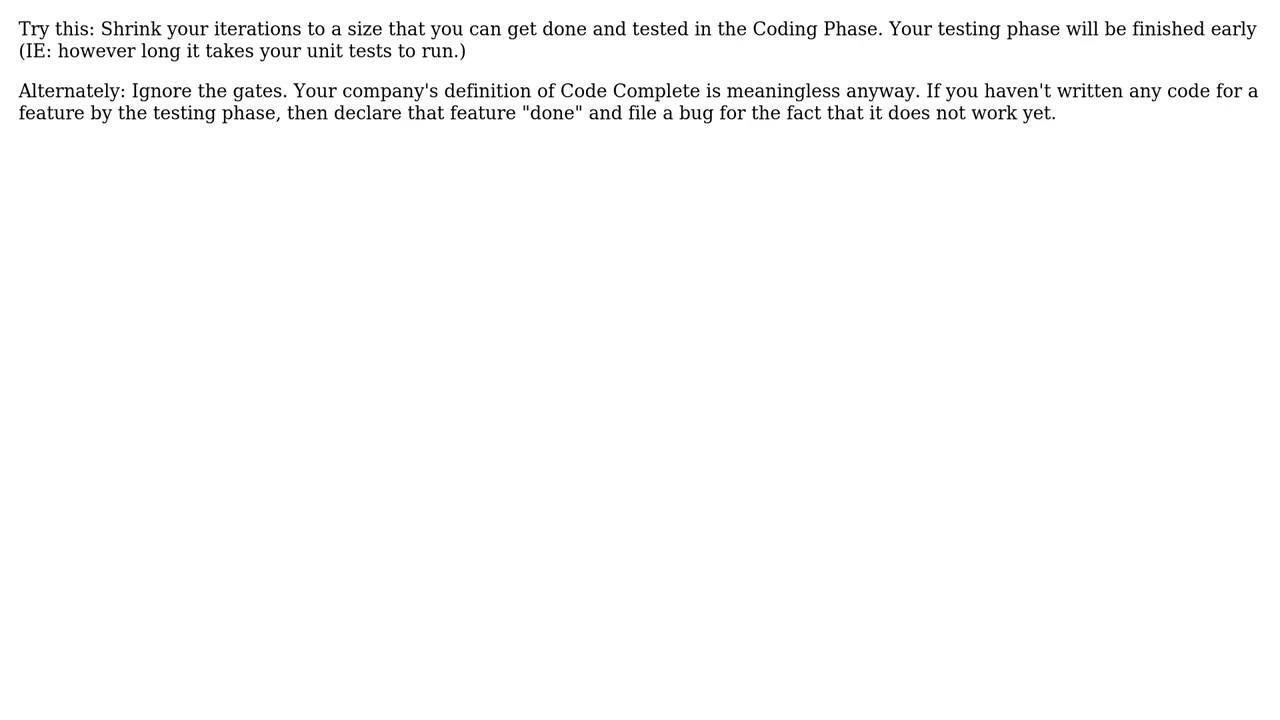 Try this: Shrink your iterations to a size that you can get done and tested in the Coding Phase. Your testing phase will be finished early
(IE: however long it takes your unit tests to run.)
Alternately: Ignore the gates. Your company's definition of Code Complete is meaningless anyway. If you haven't written any code for a
feature by the testing phase, then declare that feature "done" and file a bug for the fact that it does not work yet.